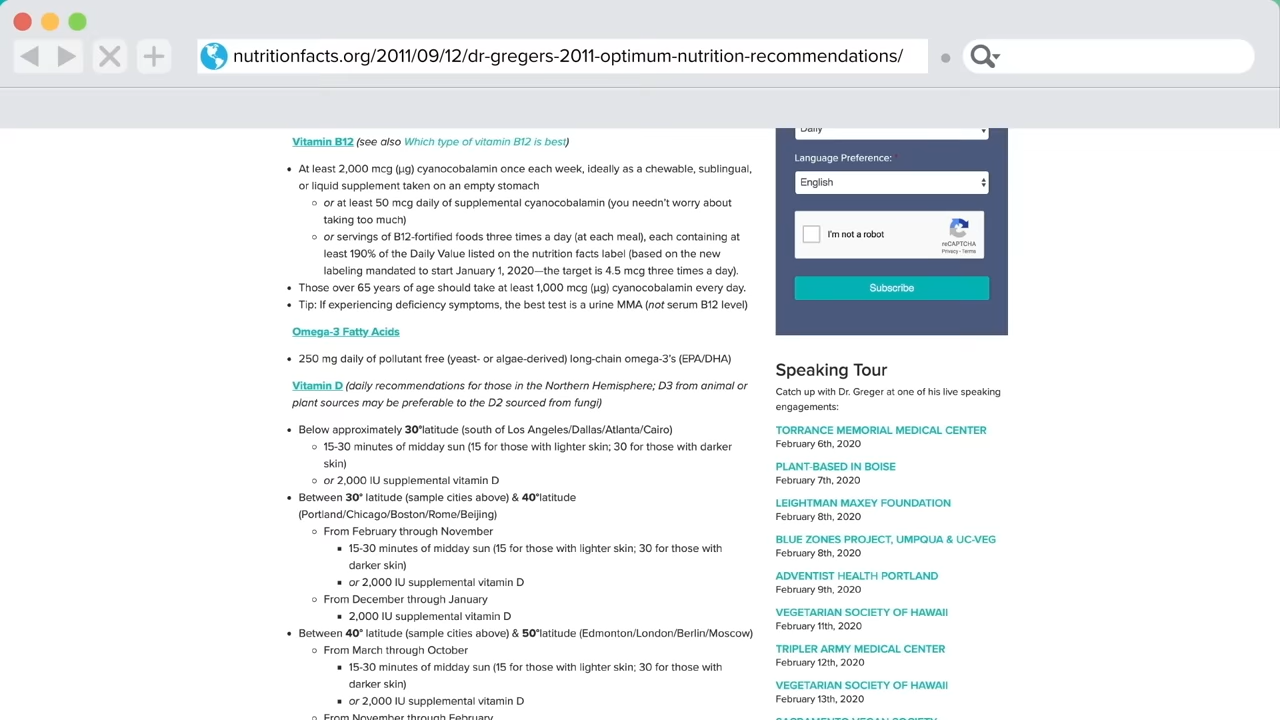 nutritionfacts.org/2011/09/12/dr-gregers-2011-optimum-nutrition-recommendations/
Vitamin B12 (see also Which type of vitamin B12 is best)
• At least 2,000 mcg (µg) cyanocobalamin once each week, ideally as a chewable, sublingual,
or liquid supplement taken on an empty stomach
○ or at least 50 mcg daily of supplemental cyanocobalamin (you needn't worry about
taking too much)
○ or servings of B12-fortified foods three times a day (at each meal), each containing at
least 190% of the Daily Value listed on the nutrition facts label (based on the new
labeling mandated to start January 1, 2020—the target is 4.5 mcg three times a day).
• Those over 65 years of age should take at least 1,000 mcg (µg) cyanocobalamin every day.
• Tip: If experiencing deficiency symptoms, the best test is a urine MMA (not serum B12 level)
Omega-3 Fatty Acids
• 250 mg daily of pollutant free (yeast- or algae-derived) long-chain omega-3's (EPA/DHA)
Vitamin D (daily recommendations for those in the Northern Hemisphere; D3 from animal or
plant sources may be preferable to the D2 sourced from fungi)
• Below approximately 30°latitude (south of Los Angeles/Dallas/Atlanta/Cairo)
○ 15-30 minutes of midday sun (15 for those with lighter skin; 30 for those with darker
skin)
○ or 2,000 IU supplemental vitamin D
• Between 30° latitude (sample cities above) & 40°latitude
(Portland/Chicago/Boston/Rome/Beijing)
○ From February through November
▪ 15-30 minutes of midday sun (15 for those with lighter skin; 30 for those with
darker skin)
▪ or 2,000 IU supplemental vitamin D
○ From December through January
▪ 2,000 IU supplemental vitamin D
• Between 40° latitude (sample cities above) & 50°latitude (Edmonton/London/Berlin/Moscow)
○ From March through October
▪ 15-30 minutes of midday sun (15 for those with lighter skin; 30 for those with
darker skin)
▪ or 2,000 IU supplemental vitamin D
○ From November through February
Daily
Language Preference: *
English
I'm not a robot
reCAPTCHA
Privacy - Terms
Subscribe
Speaking Tour
Catch up with Dr. Greger at one of his live speaking
engagements:
TORRANCE MEMORIAL MEDICAL CENTER
February 6th, 2020
PLANT-BASED IN BOISE
February 7th, 2020
LEIGHTMAN MAXEY FOUNDATION
February 8th, 2020
BLUE ZONES PROJECT, UMPQUA & UC-VEG
February 8th, 2020
ADVENTIST HEALTH PORTLAND
February 9th, 2020
VEGETARIAN SOCIETY OF HAWAII
February 11th, 2020
TRIPLER ARMY MEDICAL CENTER
February 12th, 2020
VEGETARIAN SOCIETY OF HAWAII
February 13th, 2020
SACRAMENTO VEGAN SOCIETY